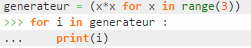 generateur = (x*x for x in range(3))
>>> for i in generateur :
...     print(i)